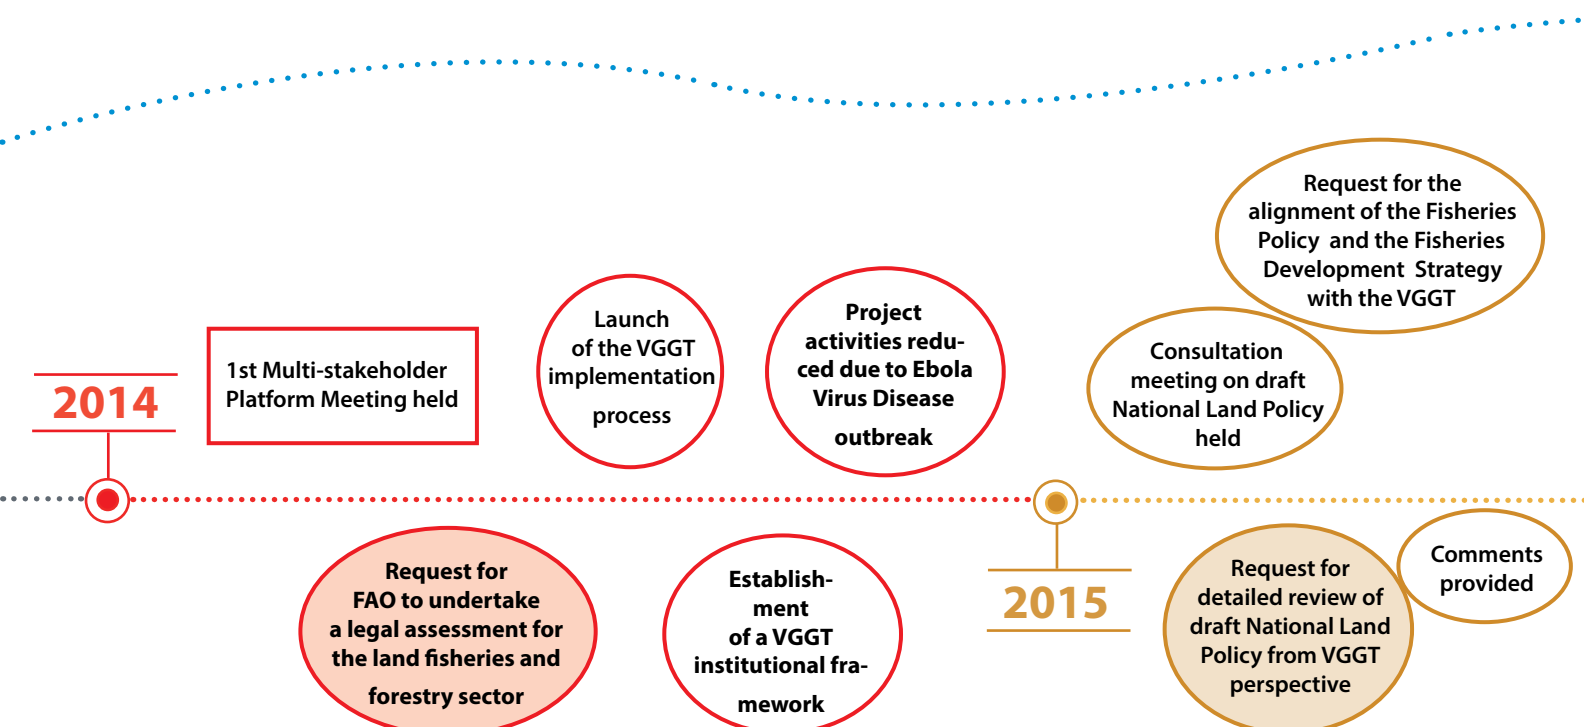 2014
1st Multi-stakeholder
Platform Meeting held
Request for
FAO to undertake
a legal assessment for
the land fisheries and
forestry sector
Launch
of the VGGT
implementation
process
Establish-
ment
of a VGGT
institutional fra-
mework
Project
activities redu-
ced due to Ebola
Virus Disease
outbreak
2015
Consultation
meeting on draft
National Land Policy
held
Request for
detailed review of
draft National Land
Policy from VGGT
perspective
Request for the
alignment of the Fisheries
Policy and the Fisheries
Development Strategy
with the VGGT
Comments
provided